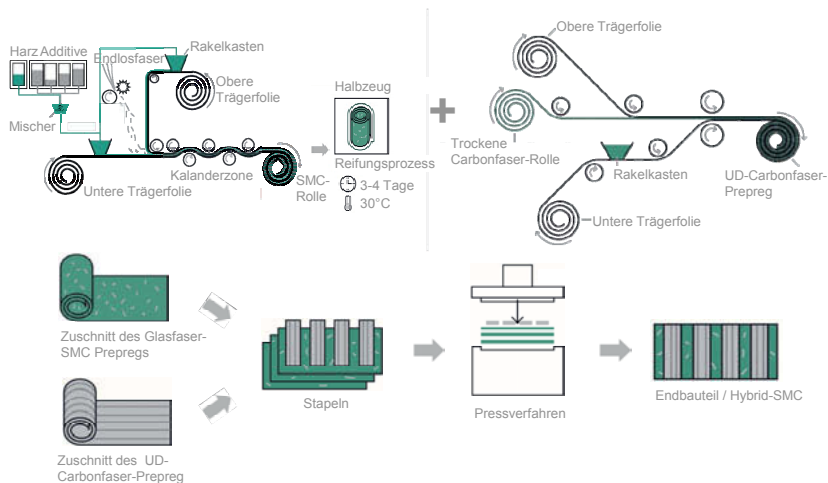 Harz Additive
Endlosfaser
Rakelkasten
Obere
Trägerfolie
Mischer
Untere Trägerfolie
Kalanderzone
SMC-
Rolle
Halbzeug
Reifungsprozess
3-4 Tage
30°C
Obere Trägerfolie
Trockene
Carbonfaser-Rolle
Rakelkasten
UD-Carbonfaser-
Prepreg
Untere Trägerfolie
Zuschnitt des Glasfaser-
SMC Prepregs
Zuschnitt des UD-
Carbonfaser-Prepreg
Stapeln
Pressverfahren
Endbauteil / Hybrid-SMC